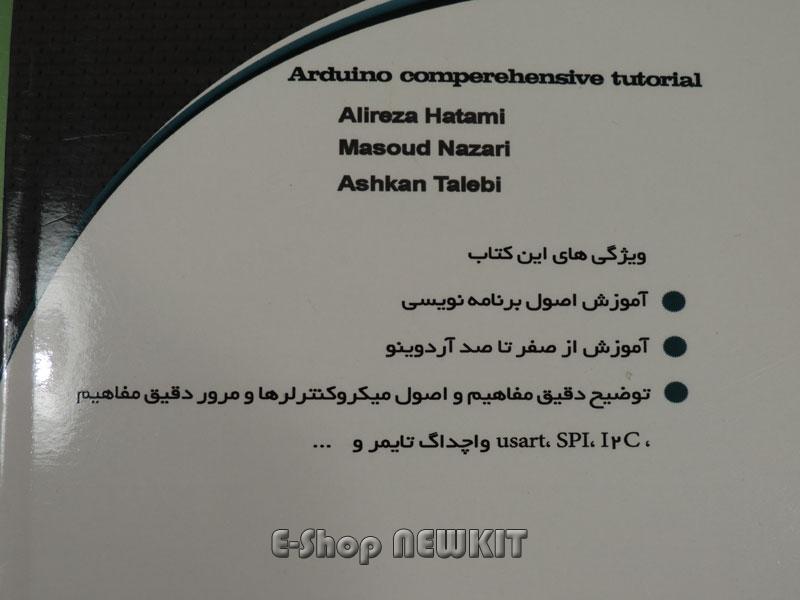 Arduino comperehensive tutorial
Alireza Hatami
Masoud Nazari
Ashkan Talebi
ویژگی های این کتاب
آموزش اصول برنامه نویسی
آموزش از صفر تا صد آردوینو
توضیح دقیق مفاهیم و اصول میکروکنترلرها و مرور دقیق مفاهیم
، usart، SPI، I۲C واچداگ تایمر و ...
E-Shop NEWKIT